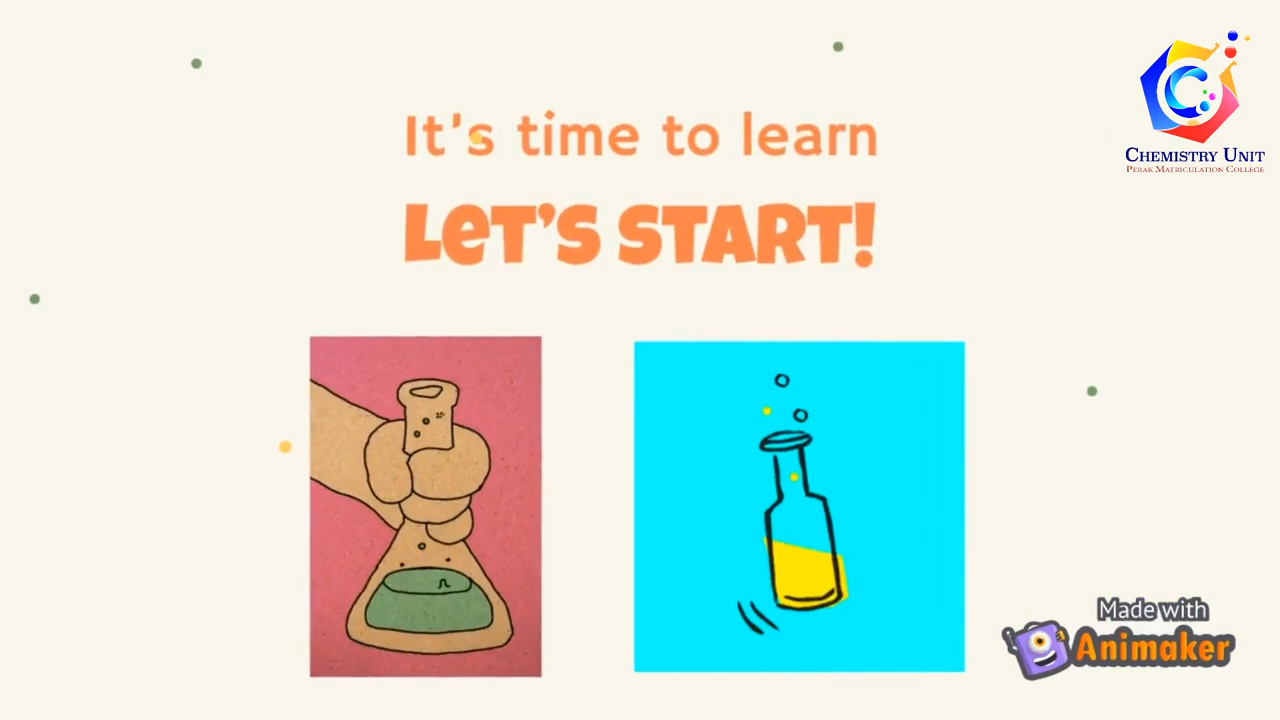 It's time to learn
LET'S START!
CHEMISTRY UNIT
PERAK MATRICULATION COLLEGE
Made with
Animaker